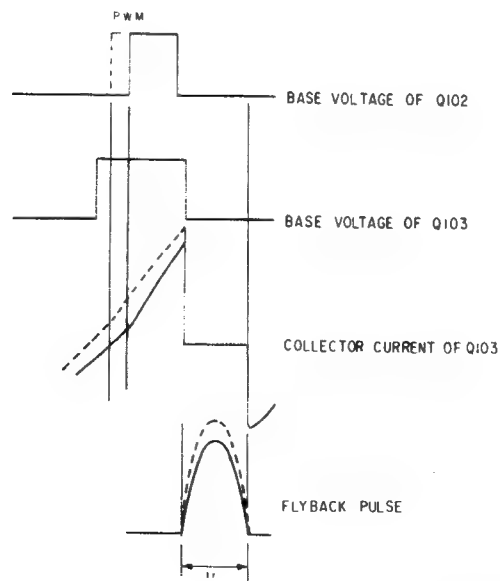 PWM
BASE VOLTAGE OF Q102
BASE VOLTAGE OF Q103
COLLECTOR CURRENT OF Q103
FLYBACK PULSE